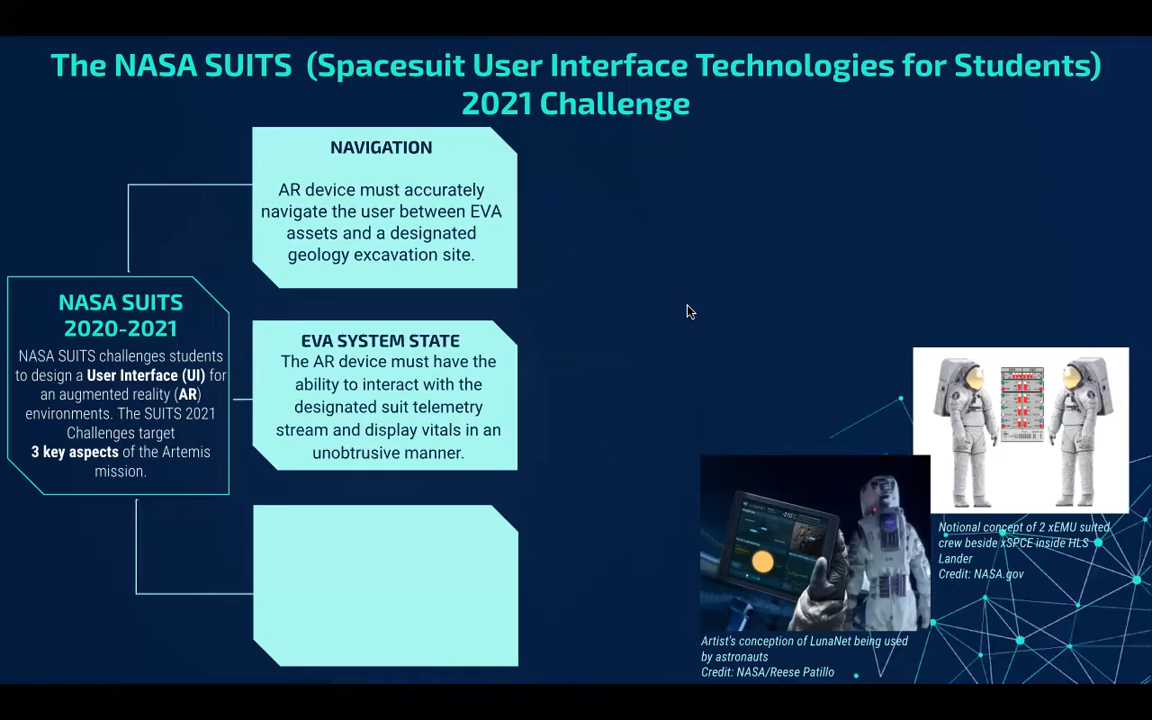 The NASA SUITS (Spacesuit User Interface Technologies for Students)
2021 Challenge
NAVIGATION
AR device must accurately
navigate the user between EVA
assets and a designated
geology excavation site.
NASA SUITS
2020-2021
NASA SUITS challenges students
to design a User Interface (UI) for
an augmented reality (AR)
environments. The SUITS 2021
Challenges target
3 key aspects of the Artemis
mission.
EVA SYSTEM STATE
The AR device must have the
ability to interact with the
designated suit telemetry
stream and display vitals in an
unobtrusive manner.
Notional concept of 2 xEMU suited
crew beside xSPCE inside HLS
Lander
Credit: NASA.gov
Artist's conception of LunaNet being used
by astronauts
Credit: NASA/Reese Patillo